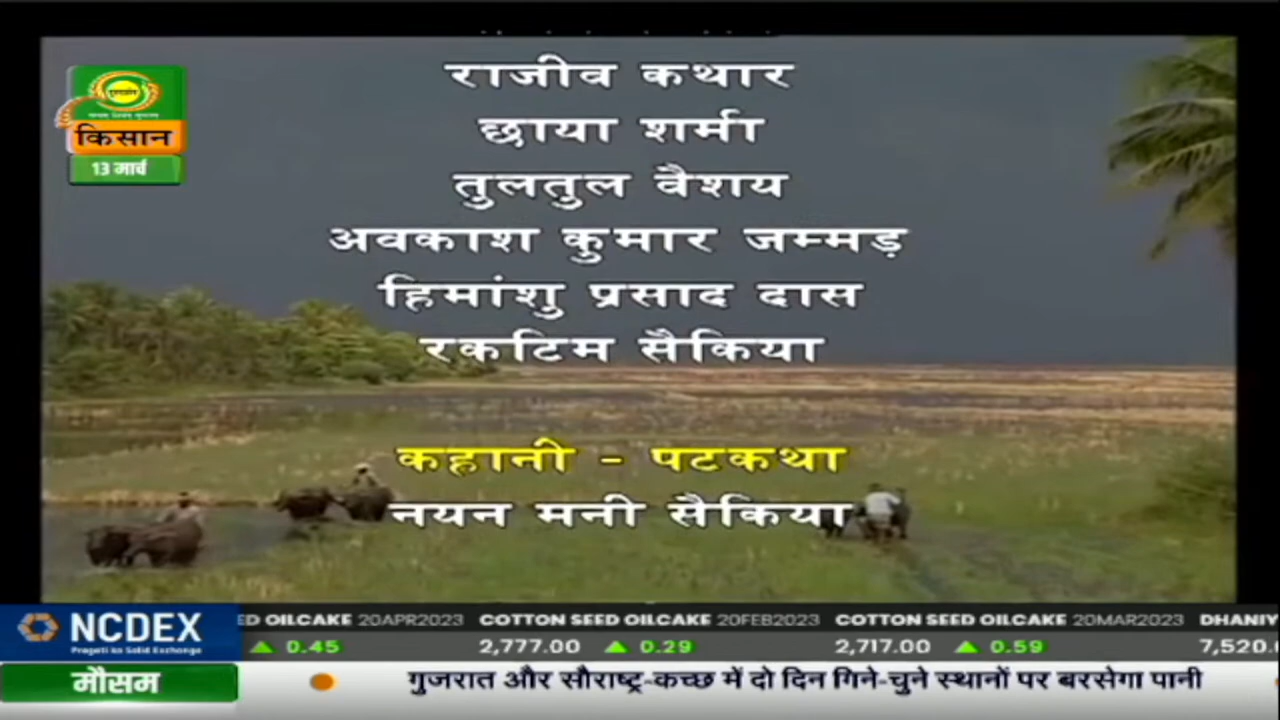 राजीव कथार
छाया शर्मा
तुलतुल वैशय
अवकाश कुमार जम्मड़
हिमांशु प्रसाद दास
रकटिम सैकिया
कहानी - पटकथा
नयन मनी सैकिया
किसान
13 मार्च
NCDEX
ED OILCAKE 20APR2023 COTTON SEED OILCAKE 20FEB2023 COTTON SEED OILCAKE 20MAR2023 DHANIY
▲ 0.45 2,777.00 ▲ 0.29 2,717.00 ▲ 0.59 7,520.
मौसम
गुजरात और सौराष्ट्र-कच्छ में दो दिन गिने-चुने स्थानों पर बरसेगा पानी